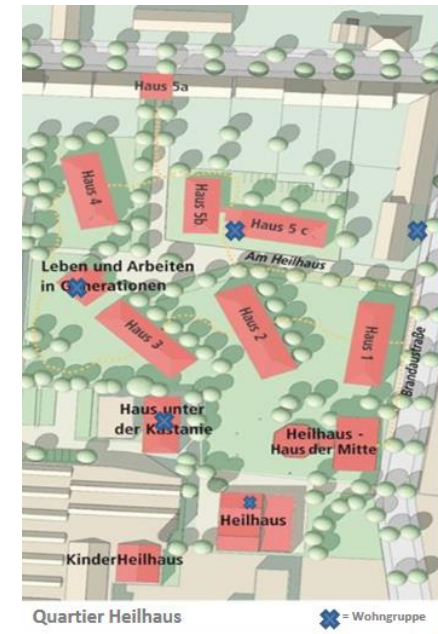 Haus 5a
Haus 4
Haus 5b
Haus 5 c
Am Heilhaus
Leben und Arbeiten
in Generationen
Haus 3
Haus 2
Haus 1
Brandaustraße
Haus unter
der Kastanie
Heilhaus -
Haus der Mitte
Heilhaus
KinderHeilhaus
Quartier Heilhaus
= Wohngruppe